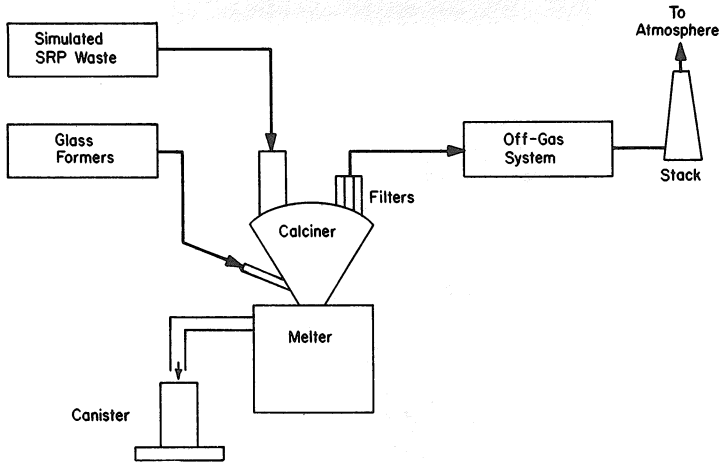 To
Atmosphere
Simulated
SRP Waste
Glass
Formers
Off-Gas
System
Stack
Filters
Calciner
Melter
Canister